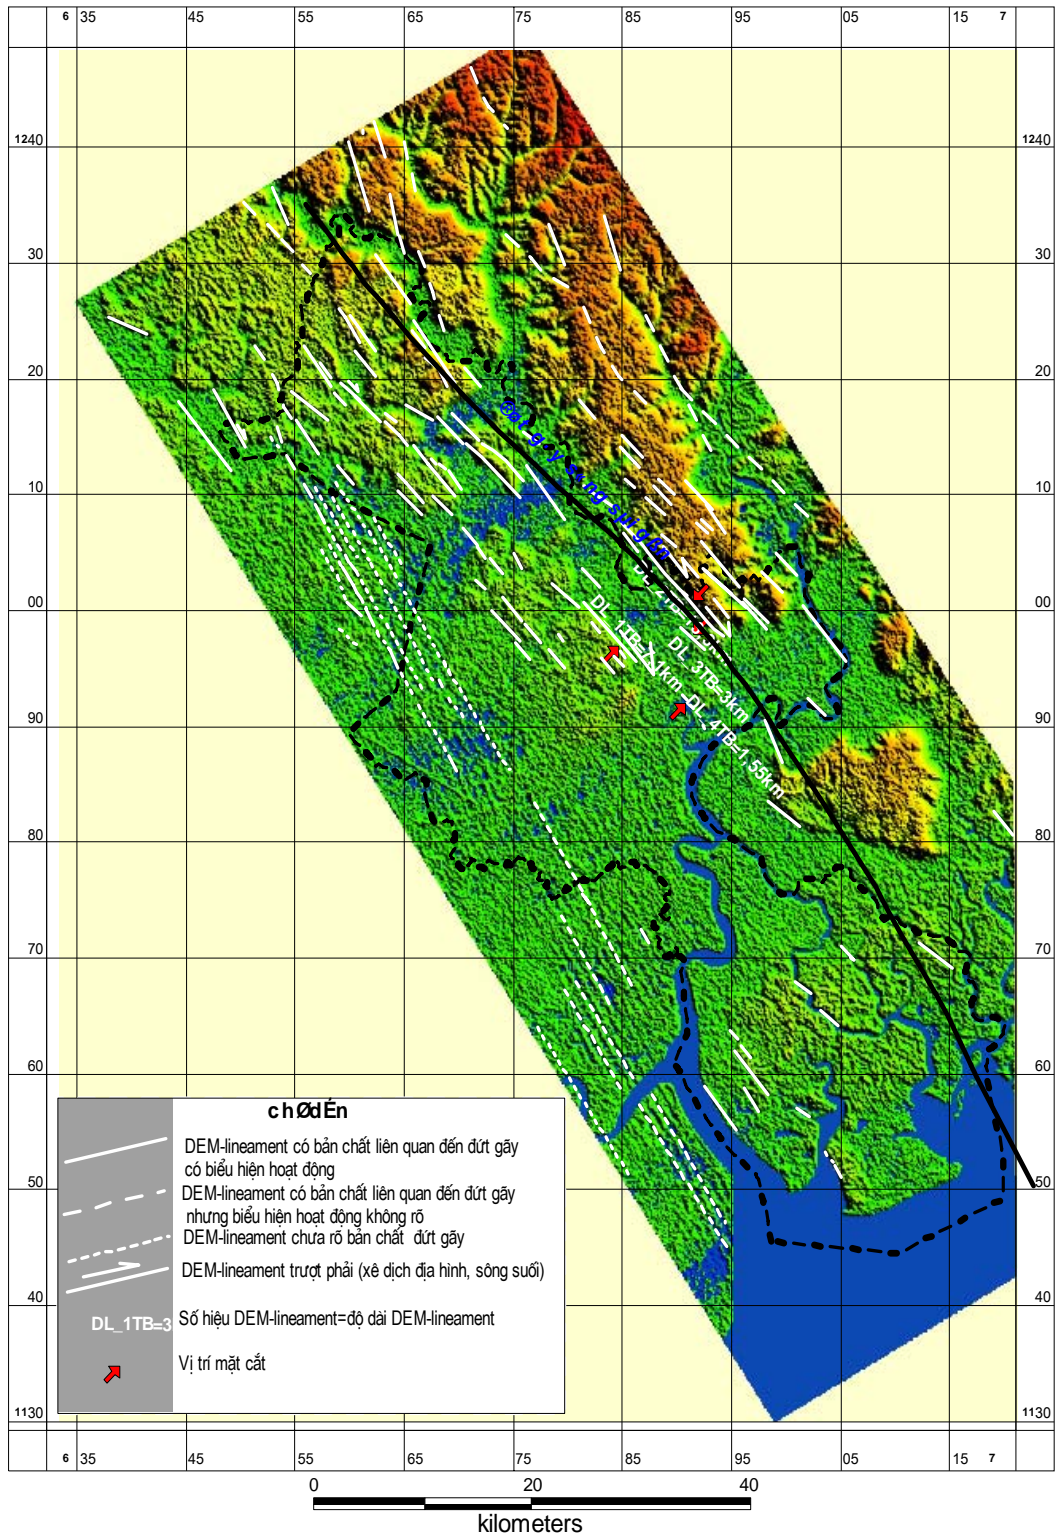 6 35 45 55 65 75 85 95 05 15 7
1240 1240
30 30
20 20
10 10
00 00
90 90
80 80
70 70
60 60
50 50
40 40
1130 1130
DL_1TB=7,1km
DL_3TB=3km
DL_4TB=1,55km
chØdÉn
DEM-lineament có bản chất liên quan đến đứt gãy
có biểu hiện hoạt động
DEM-lineament có bản chất liên quan đến đứt gãy
nhưng biểu hiện hoạt động không rõ
DEM-lineament chưa rõ bản chất đứt gãy
DEM-lineament trượt phải (xê dịch địa hình, sông suối)
DL_1TB=3 Số hiệu DEM-lineament=độ dài DEM-lineament
Vị trí mặt cắt
6 35 45 55 65 75 85 95 05 15 7
0 20 40
kilometers